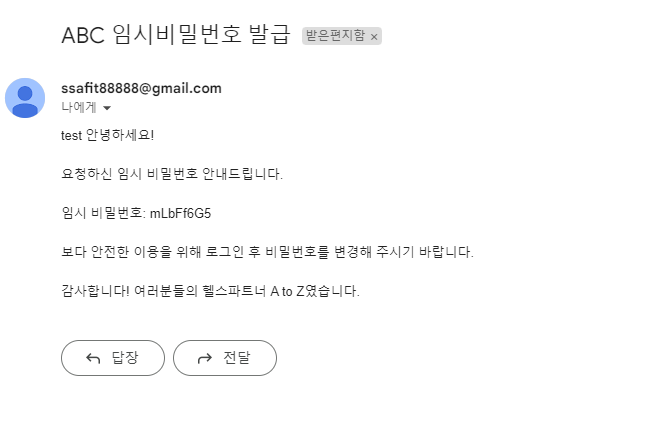 ABC 임시비밀번호 발급 받은편지함 ×
ssafit88888@gmail.com
나에게
test 안녕하세요!
요청하신 임시 비밀번호 안내드립니다.
임시 비밀번호: mLbFf6G5
보다 안전한 이용을 위해 로그인 후 비밀번호를 변경해 주시기 바랍니다.
감사합니다! 여러분들의 헬스파트너 A to Z였습니다.
답장 전달